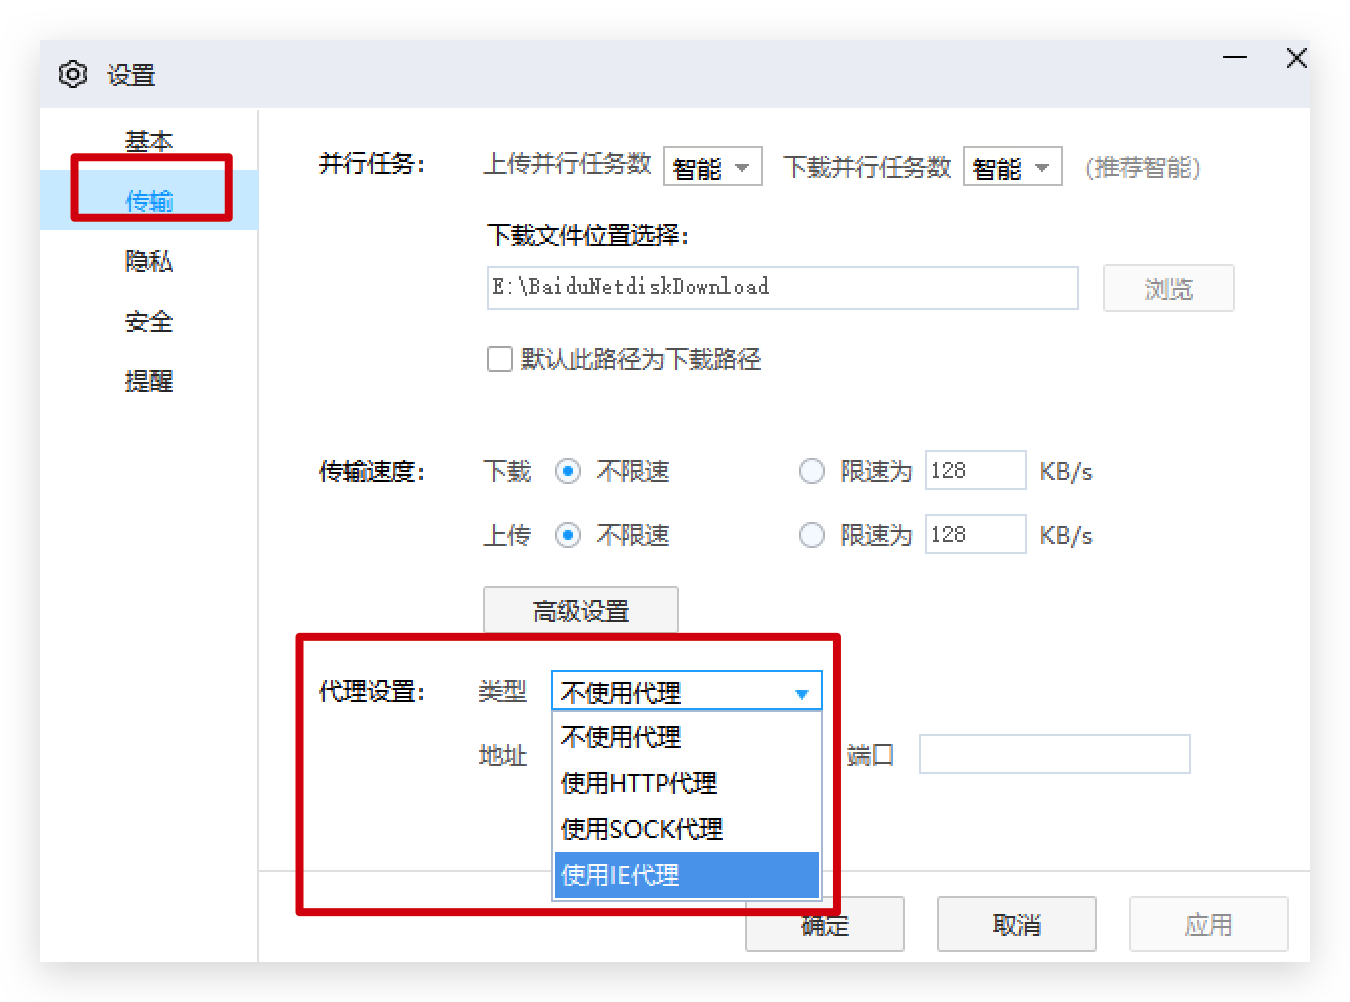 设置
基本
传输
隐私
安全
提醒
并行任务: 上传并行任务数 智能 下载并行任务数 智能 (推荐智能)
下载文件位置选择:
E:\BaiduNetdiskDownload 浏览
默认此路径为下载路径
传输速度: 下载 不限速 限速为 128 KB/s
上传 不限速 限速为 128 KB/s
高级设置
代理设置: 类型 不使用代理
不使用代理
地址 端口
使用HTTP代理
使用SOCK代理
使用IE代理
确定 取消 应用